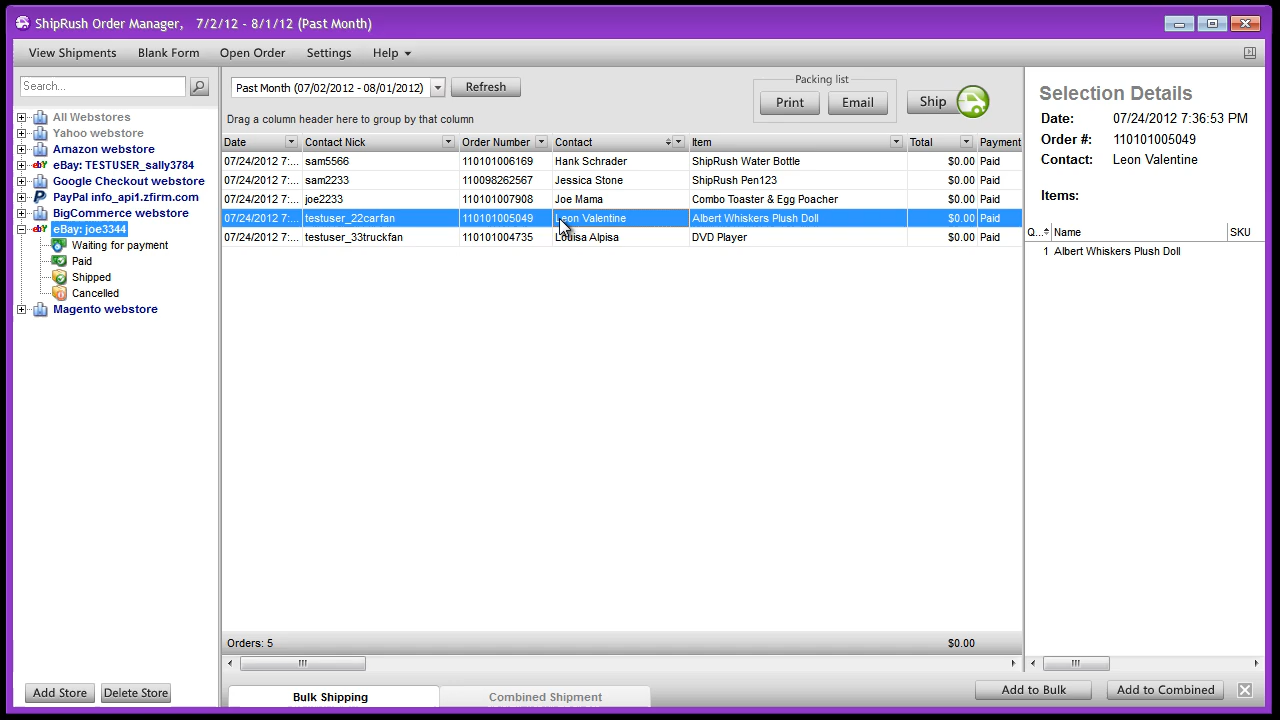 ShipRush Order Manager,   7/2/12 - 8/1/12 (Past Month)
View Shipments   Blank Form   Open Order   Settings   Help
Search...
All Webstores
Yahoo webstore
Amazon webstore
eBay: TESTUSER_sally3784
Google Checkout webstore
PayPal info_api1.zfirm.com
BigCommerce webstore
eBay: joe3344
Waiting for payment
Paid
Shipped
Cancelled
Magento webstore
Add Store   Delete Store
Past Month (07/02/2012 - 08/01/2012)   Refresh
Packing list
Print   Email   Ship
Drag a column header here to group by that column
Date   Contact Nick   Order Number   Contact   Item   Total   Payment
07/24/2012 7:...   sam5566   110101006169   Hank Schrader   ShipRush Water Bottle   $0.00   Paid
07/24/2012 7:...   sam2233   110098262567   Jessica Stone   ShipRush Pen123   $0.00   Paid
07/24/2012 7:...   joe2233   110101007908   Joe Mama   Combo Toaster & Egg Poacher   $0.00   Paid
07/24/2012 7:...   testuser_22carfan   110101005049   Leon Valentine   Albert Whiskers Plush Doll   $0.00   Paid
07/24/2012 7:...   testuser_33truckfan   110101004735   Louisa Alpisa   DVD Player   $0.00   Paid
Orders: 5   $0.00
Bulk Shipping   Combined Shipment
Selection Details
Date:   07/24/2012 7:36:53 PM
Order #:   110101005049
Contact:   Leon Valentine
Items:
Q...   Name   SKU
1   Albert Whiskers Plush Doll
Add to Bulk   Add to Combined